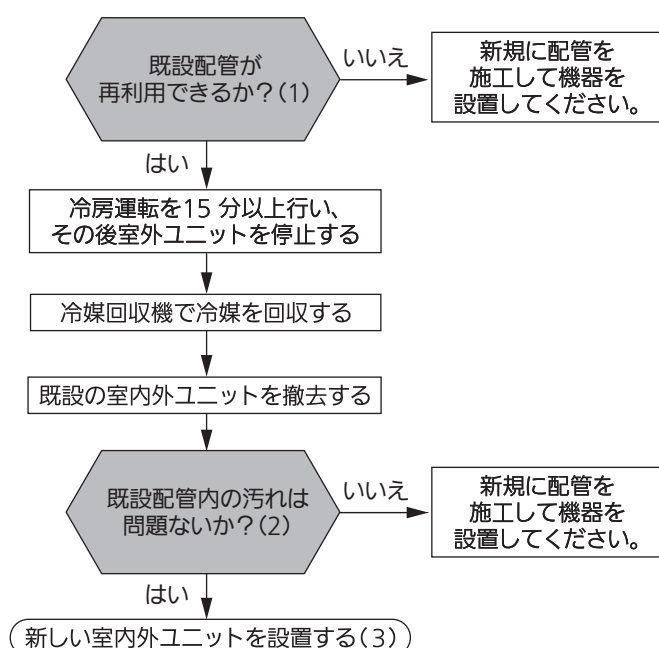 既設配管が
再利用できるか？(1)
いいえ
新規に配管を
施工して機器を
設置してください。
はい
冷房運転を15 分以上行い、
その後室外ユニットを停止する
冷媒回収機で冷媒を回収する
既設の室内外ユニットを撤去する
既設配管内の汚れは
問題ないか？(2)
いいえ
新規に配管を
施工して機器を
設置してください。
はい
新しい室内外ユニットを設置する(3)